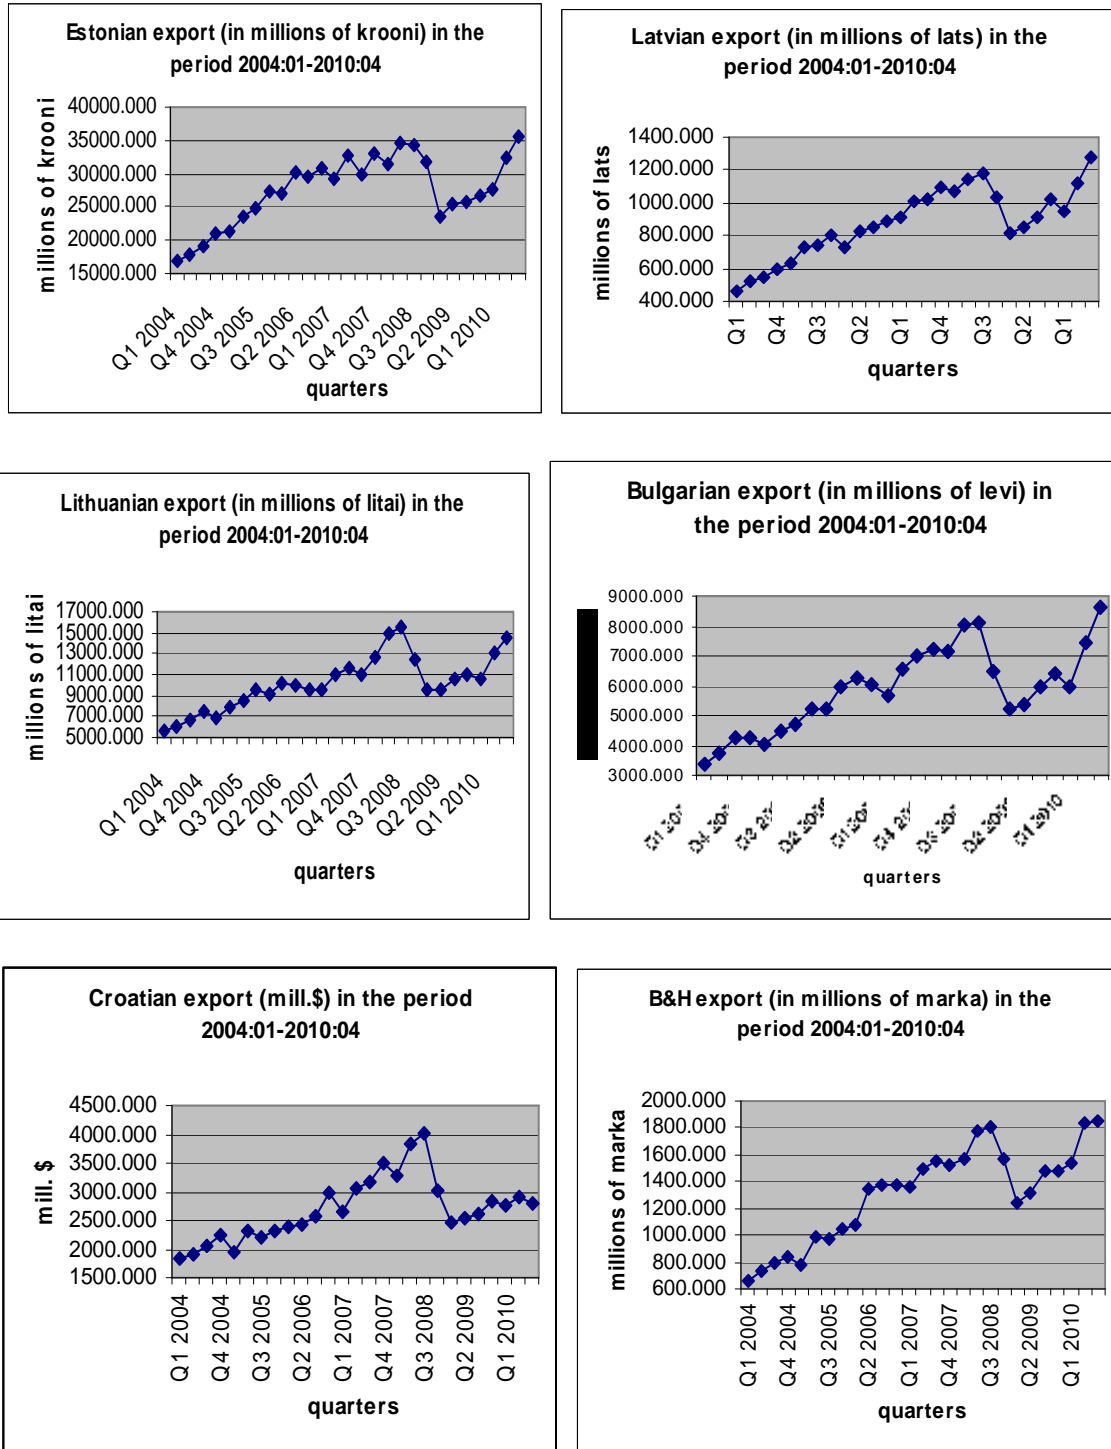 Estonian export (in millions of krooni) in the
period 2004:01-2010:04
millions of krooni
40000.000
35000.000
30000.000
25000.000
20000.000
15000.000
Q1 2004
Q4 2004
Q3 2005
Q2 2006
Q1 2007
Q4 2007
Q3 2008
Q2 2009
Q1 2010
quarters
Latvian export (in millions of lats) in the
period 2004:01-2010:04
millions of lats
1400.000
1200.000
1000.000
800.000
600.000
400.000
Q1
Q4
Q3
Q2
Q1
Q4
Q3
Q2
Q1
quarters
Lithuanian export (in millions of litai) in the
period 2004:01-2010:04
millions of litai
17000.000
15000.000
13000.000
11000.000
9000.000
7000.000
5000.000
Q1 2004
Q4 2004
Q3 2005
Q2 2006
Q1 2007
Q4 2007
Q3 2008
Q2 2009
Q1 2010
quarters
Bulgarian export (in millions of levi) in
the period 2004:01-2010:04
9000.000
8000.000
7000.000
6000.000
5000.000
4000.000
3000.000
quarters
Croatian export (mill.$) in the period
2004:01-2010:04
mill. $
4500.000
4000.000
3500.000
3000.000
2500.000
2000.000
1500.000
Q1 2004
Q4 2004
Q3 2005
Q2 2006
Q1 2007
Q4 2007
Q3 2008
Q2 2009
Q1 2010
quarters
B&H export (in millions of marka) in the
period 2004:01-2010:04
millions of marka
2000.000
1800.000
1600.000
1400.000
1200.000
1000.000
800.000
600.000
Q1 2004
Q4 2004
Q3 2005
Q2 2006
Q1 2007
Q4 2007
Q3 2008
Q2 2009
Q1 2010
quarters